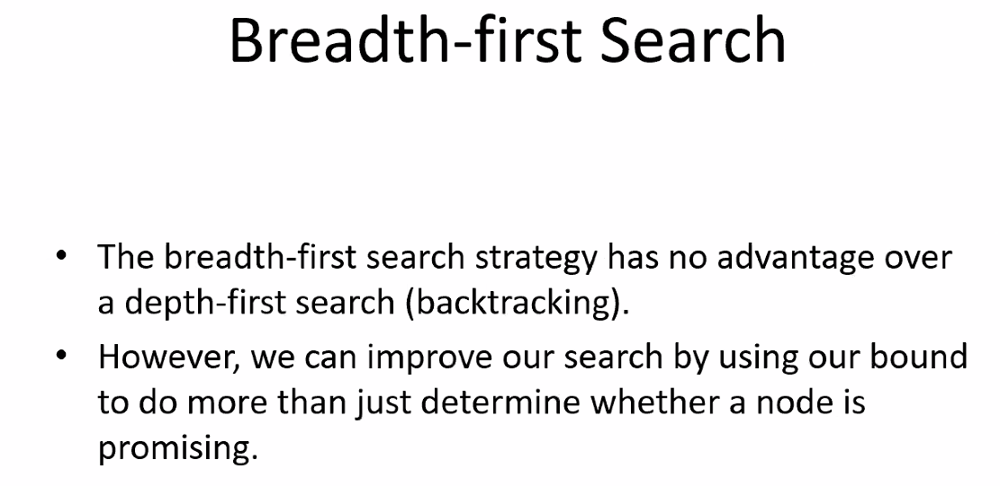 Breadth-first Search
• The breadth-first search strategy has no advantage over
a depth-first search (backtracking).
• However, we can improve our search by using our bound
to do more than just determine whether a node is
promising.